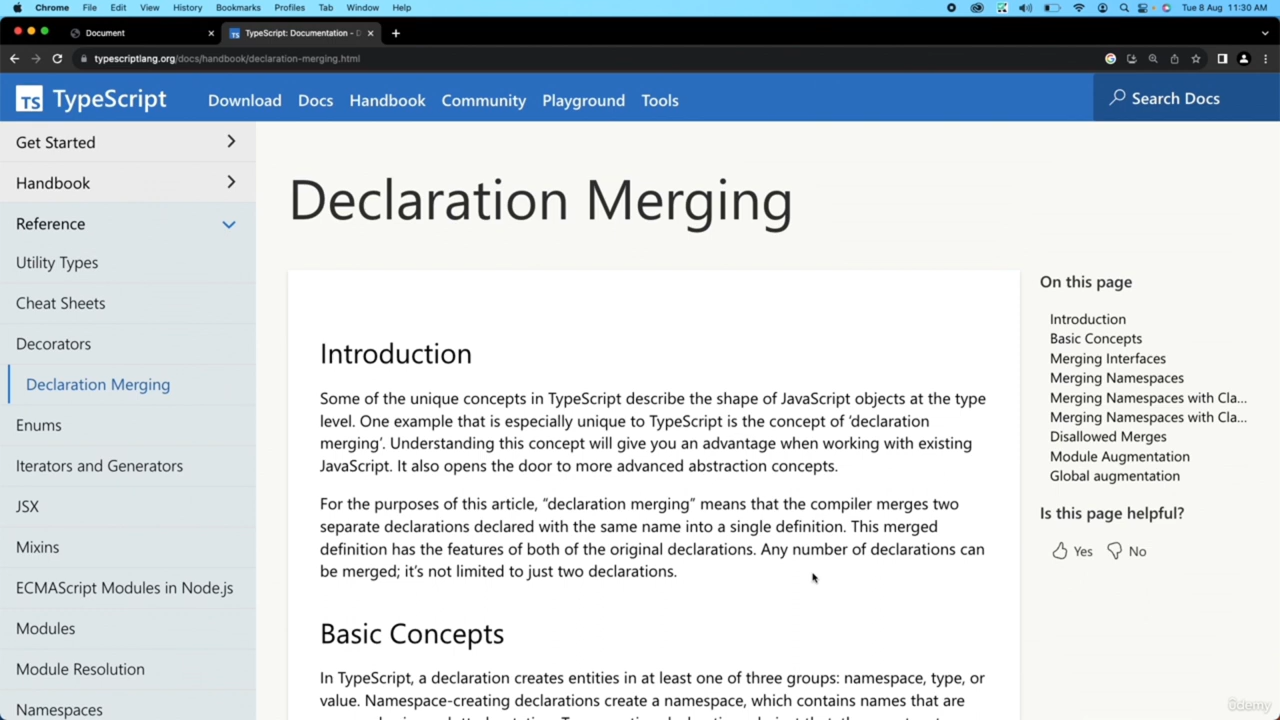 Chrome File Edit View History Bookmarks Profiles Tab Window Help Tue 8 Aug 11:30 AM
Document TypeScript: Documentation - D
typescriptlang.org/docs/handbook/declaration-merging.html
TS TypeScript Download Docs Handbook Community Playground Tools Search Docs
Get Started
Handbook
Reference
Utility Types
Cheat Sheets
Decorators
Declaration Merging
Enums
Iterators and Generators
JSX
Mixins
ECMAScript Modules in Node.js
Modules
Module Resolution
Namespaces
Declaration Merging
Introduction
Some of the unique concepts in TypeScript describe the shape of JavaScript objects at the type
level. One example that is especially unique to TypeScript is the concept of ‘declaration
merging’. Understanding this concept will give you an advantage when working with existing
JavaScript. It also opens the door to more advanced abstraction concepts.
For the purposes of this article, “declaration merging” means that the compiler merges two
separate declarations declared with the same name into a single definition. This merged
definition has the features of both of the original declarations. Any number of declarations can
be merged; it’s not limited to just two declarations.
Basic Concepts
In TypeScript, a declaration creates entities in at least one of three groups: namespace, type, or
value. Namespace-creating declarations create a namespace, which contains names that are
On this page
Introduction
Basic Concepts
Merging Interfaces
Merging Namespaces
Merging Namespaces with Cla...
Merging Namespaces with Cla...
Disallowed Merges
Module Augmentation
Global augmentation
Is this page helpful?
Yes No
ûdemy